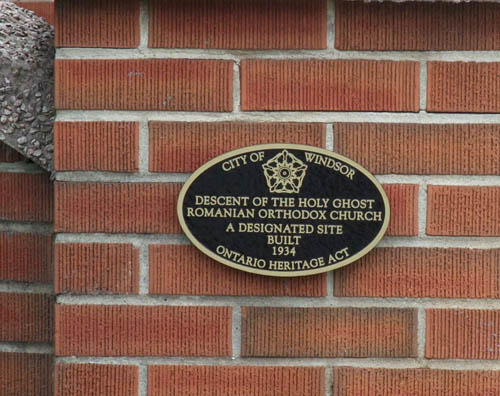 CITY OF WINDSOR
DESCENT OF THE HOLY GHOST
ROMANIAN ORTHODOX CHURCH
A DESIGNATED SITE
BUILT
1934
ONTARIO HERITAGE ACT